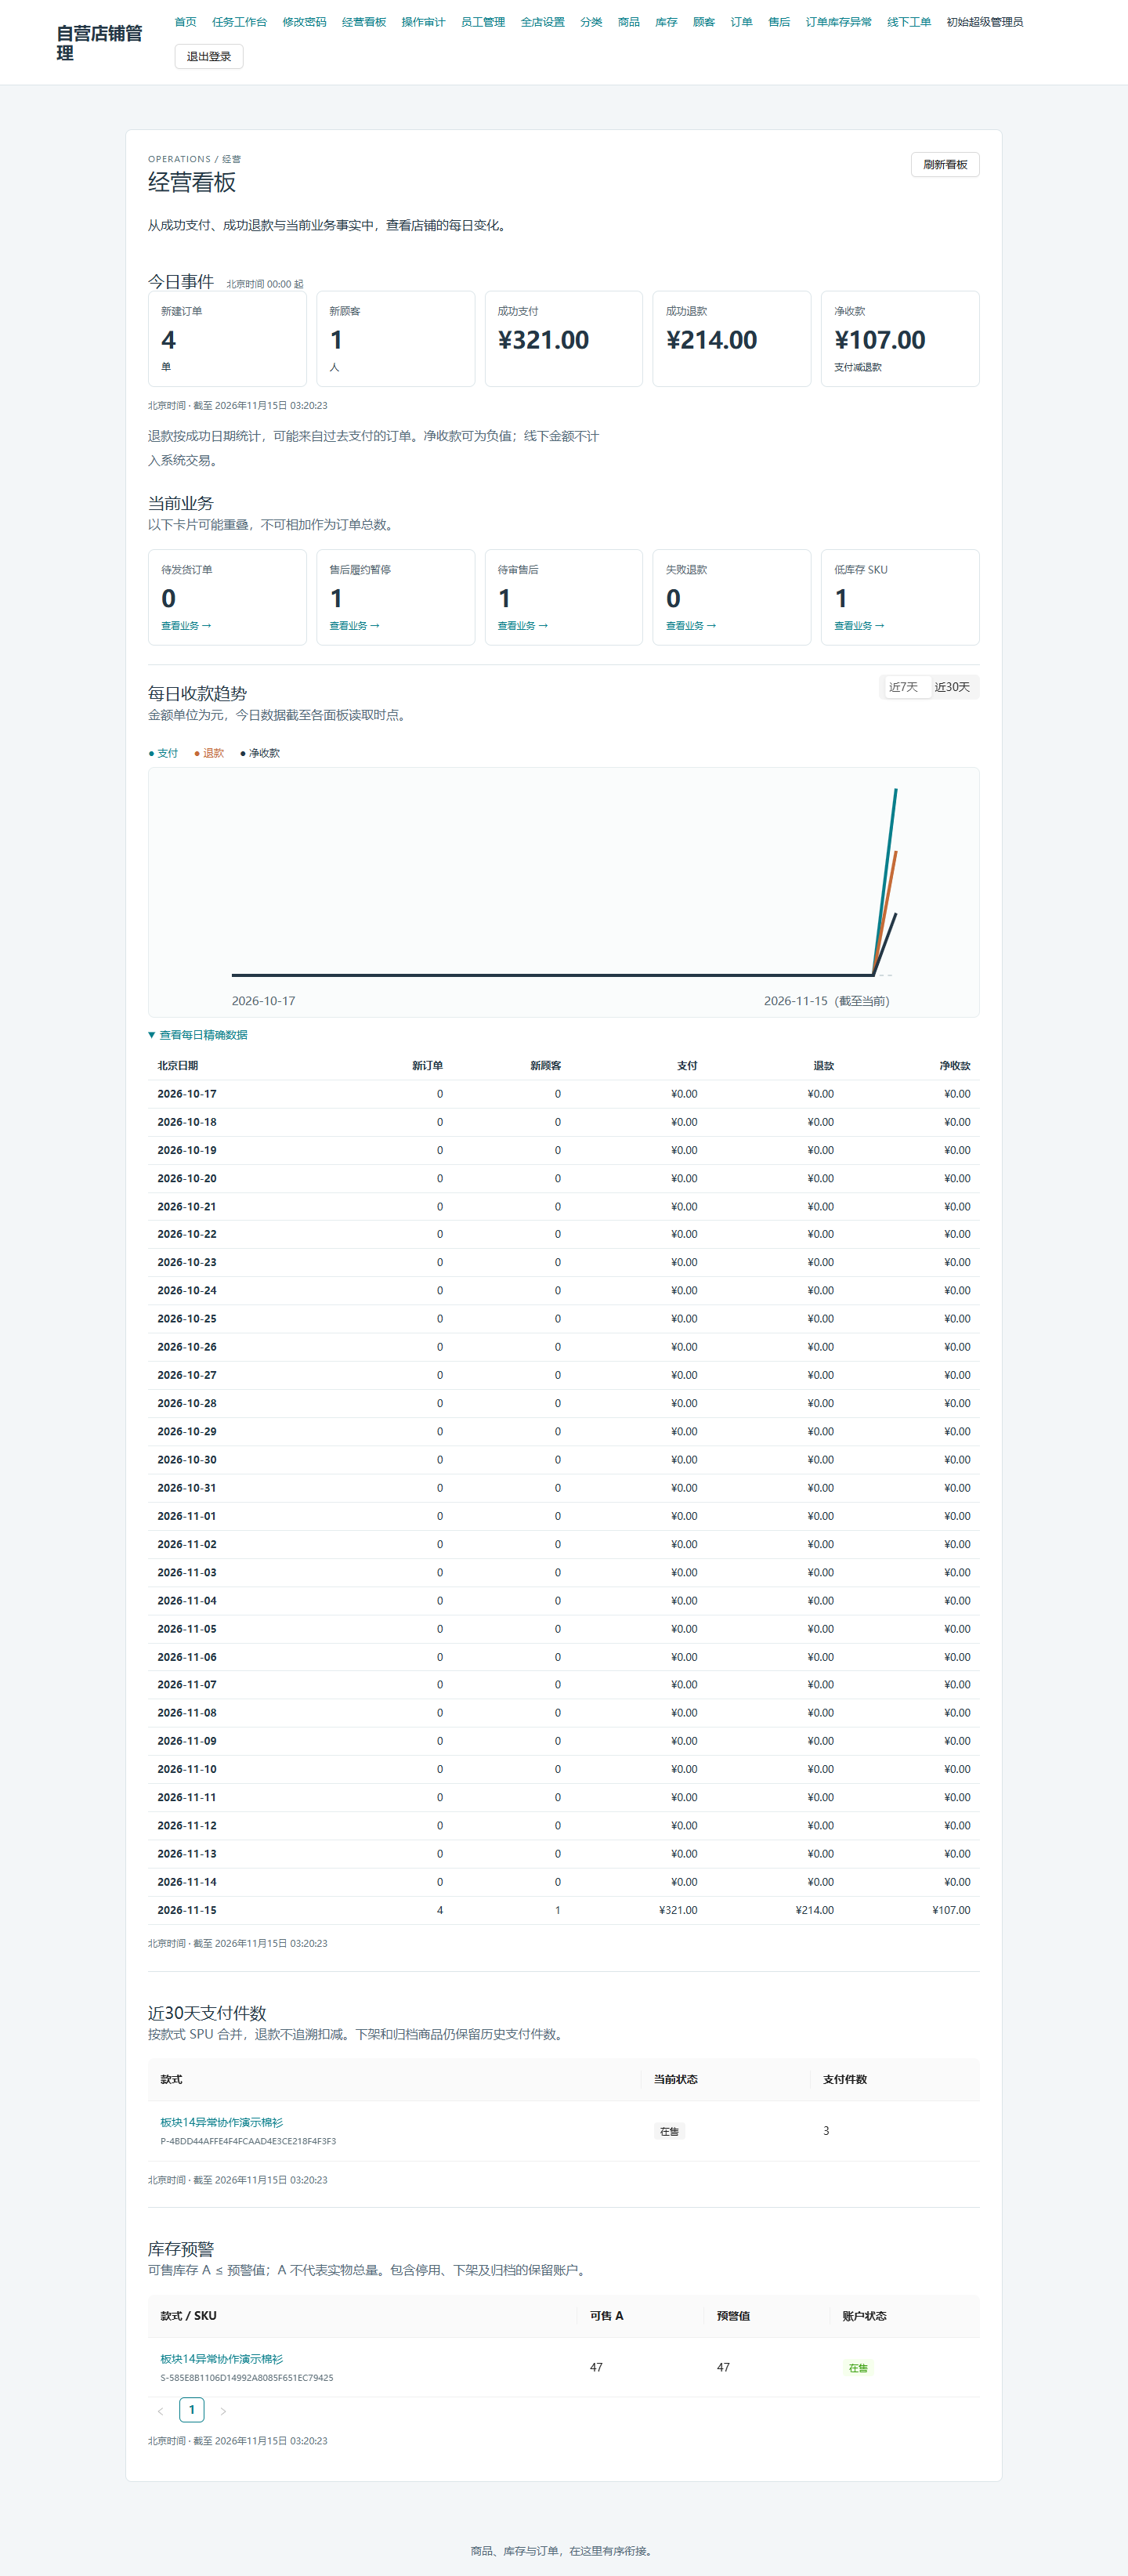 自营店铺管理
首页 任务工作台 修改密码 经营看板 操作审计 员工管理 全店设置 分类 商品 库存 顾客 订单 售后 订单库存异常 线下工单 初始超级管理员
退出登录
OPERATIONS / 经营
经营看板
刷新看板
从成功支付、成功退款与当前业务事实中，查看店铺的每日变化。
今日事件 北京时间 00:00 起
新建订单
4
单
新顾客
1
人
成功支付
¥321.00
成功退款
¥214.00
净收款
¥107.00
支付减退款
北京时间 · 截至 2026年11月15日 03:20:23
退款按成功日期统计，可能来自过去支付的订单。净收款可为负值；线下金额不计
入系统交易。
当前业务
以下卡片可能重叠，不可相加作为订单总数。
待发货订单
0
查看业务 →
售后履约暂停
1
查看业务 →
待审售后
1
查看业务 →
失败退款
0
查看业务 →
低库存 SKU
1
查看业务 →
每日收款趋势
近7天 近30天
金额单位为元，今日数据截至各面板读取时点。
● 支付 ● 退款 ● 净收款
2026-10-17 2026-11-15（截至当前）
▼ 查看每日精确数据
北京日期 新订单 新顾客 支付 退款 净收款
2026-10-17 0 0 ¥0.00 ¥0.00 ¥0.00
2026-10-18 0 0 ¥0.00 ¥0.00 ¥0.00
2026-10-19 0 0 ¥0.00 ¥0.00 ¥0.00
2026-10-20 0 0 ¥0.00 ¥0.00 ¥0.00
2026-10-21 0 0 ¥0.00 ¥0.00 ¥0.00
2026-10-22 0 0 ¥0.00 ¥0.00 ¥0.00
2026-10-23 0 0 ¥0.00 ¥0.00 ¥0.00
2026-10-24 0 0 ¥0.00 ¥0.00 ¥0.00
2026-10-25 0 0 ¥0.00 ¥0.00 ¥0.00
2026-10-26 0 0 ¥0.00 ¥0.00 ¥0.00
2026-10-27 0 0 ¥0.00 ¥0.00 ¥0.00
2026-10-28 0 0 ¥0.00 ¥0.00 ¥0.00
2026-10-29 0 0 ¥0.00 ¥0.00 ¥0.00
2026-10-30 0 0 ¥0.00 ¥0.00 ¥0.00
2026-10-31 0 0 ¥0.00 ¥0.00 ¥0.00
2026-11-01 0 0 ¥0.00 ¥0.00 ¥0.00
2026-11-02 0 0 ¥0.00 ¥0.00 ¥0.00
2026-11-03 0 0 ¥0.00 ¥0.00 ¥0.00
2026-11-04 0 0 ¥0.00 ¥0.00 ¥0.00
2026-11-05 0 0 ¥0.00 ¥0.00 ¥0.00
2026-11-06 0 0 ¥0.00 ¥0.00 ¥0.00
2026-11-07 0 0 ¥0.00 ¥0.00 ¥0.00
2026-11-08 0 0 ¥0.00 ¥0.00 ¥0.00
2026-11-09 0 0 ¥0.00 ¥0.00 ¥0.00
2026-11-10 0 0 ¥0.00 ¥0.00 ¥0.00
2026-11-11 0 0 ¥0.00 ¥0.00 ¥0.00
2026-11-12 0 0 ¥0.00 ¥0.00 ¥0.00
2026-11-13 0 0 ¥0.00 ¥0.00 ¥0.00
2026-11-14 0 0 ¥0.00 ¥0.00 ¥0.00
2026-11-15 4 1 ¥321.00 ¥214.00 ¥107.00
北京时间 · 截至 2026年11月15日 03:20:23
近30天支付件数
按款式 SPU 合并，退款不追溯扣减。下架和归档商品仍保留历史支付件数。
款式 当前状态 支付件数
板块14异常协作演示棉衫 在售 3
P-4BDD44AFFE4F4FCAAD4E3CE218F4F3F3
北京时间 · 截至 2026年11月15日 03:20:23
库存预警
可售库存 A ≤ 预警值；A 不代表实物总量。包含停用、下架及归档的保留账户。
款式 / SKU 可售 A 预警值 账户状态
板块14异常协作演示棉衫 47 47 在售
S-585E8B1106D14992A8085F651EC79425
< 1 >
北京时间 · 截至 2026年11月15日 03:20:23
商品、库存与订单，在这里有序衔接。